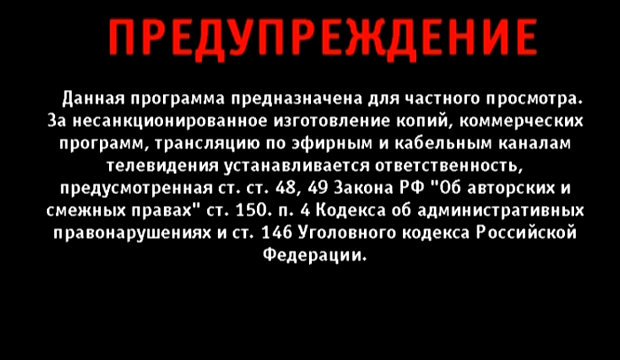 ПРЕДУПРЕЖДЕНИЕ
Данная программа предназначена для частного просмотра.
За несанкционированное изготовление копий, коммерческих
программ, трансляцию по эфирным и кабельным каналам
телевидения устанавливается ответственность,
предусмотренная ст. ст. 48, 49 Закона РФ "Об авторских и
смежных правах" ст. 150. п. 4 Кодекса об административных
правонарушениях и ст. 146 Уголовного кодекса Российской
Федерации.